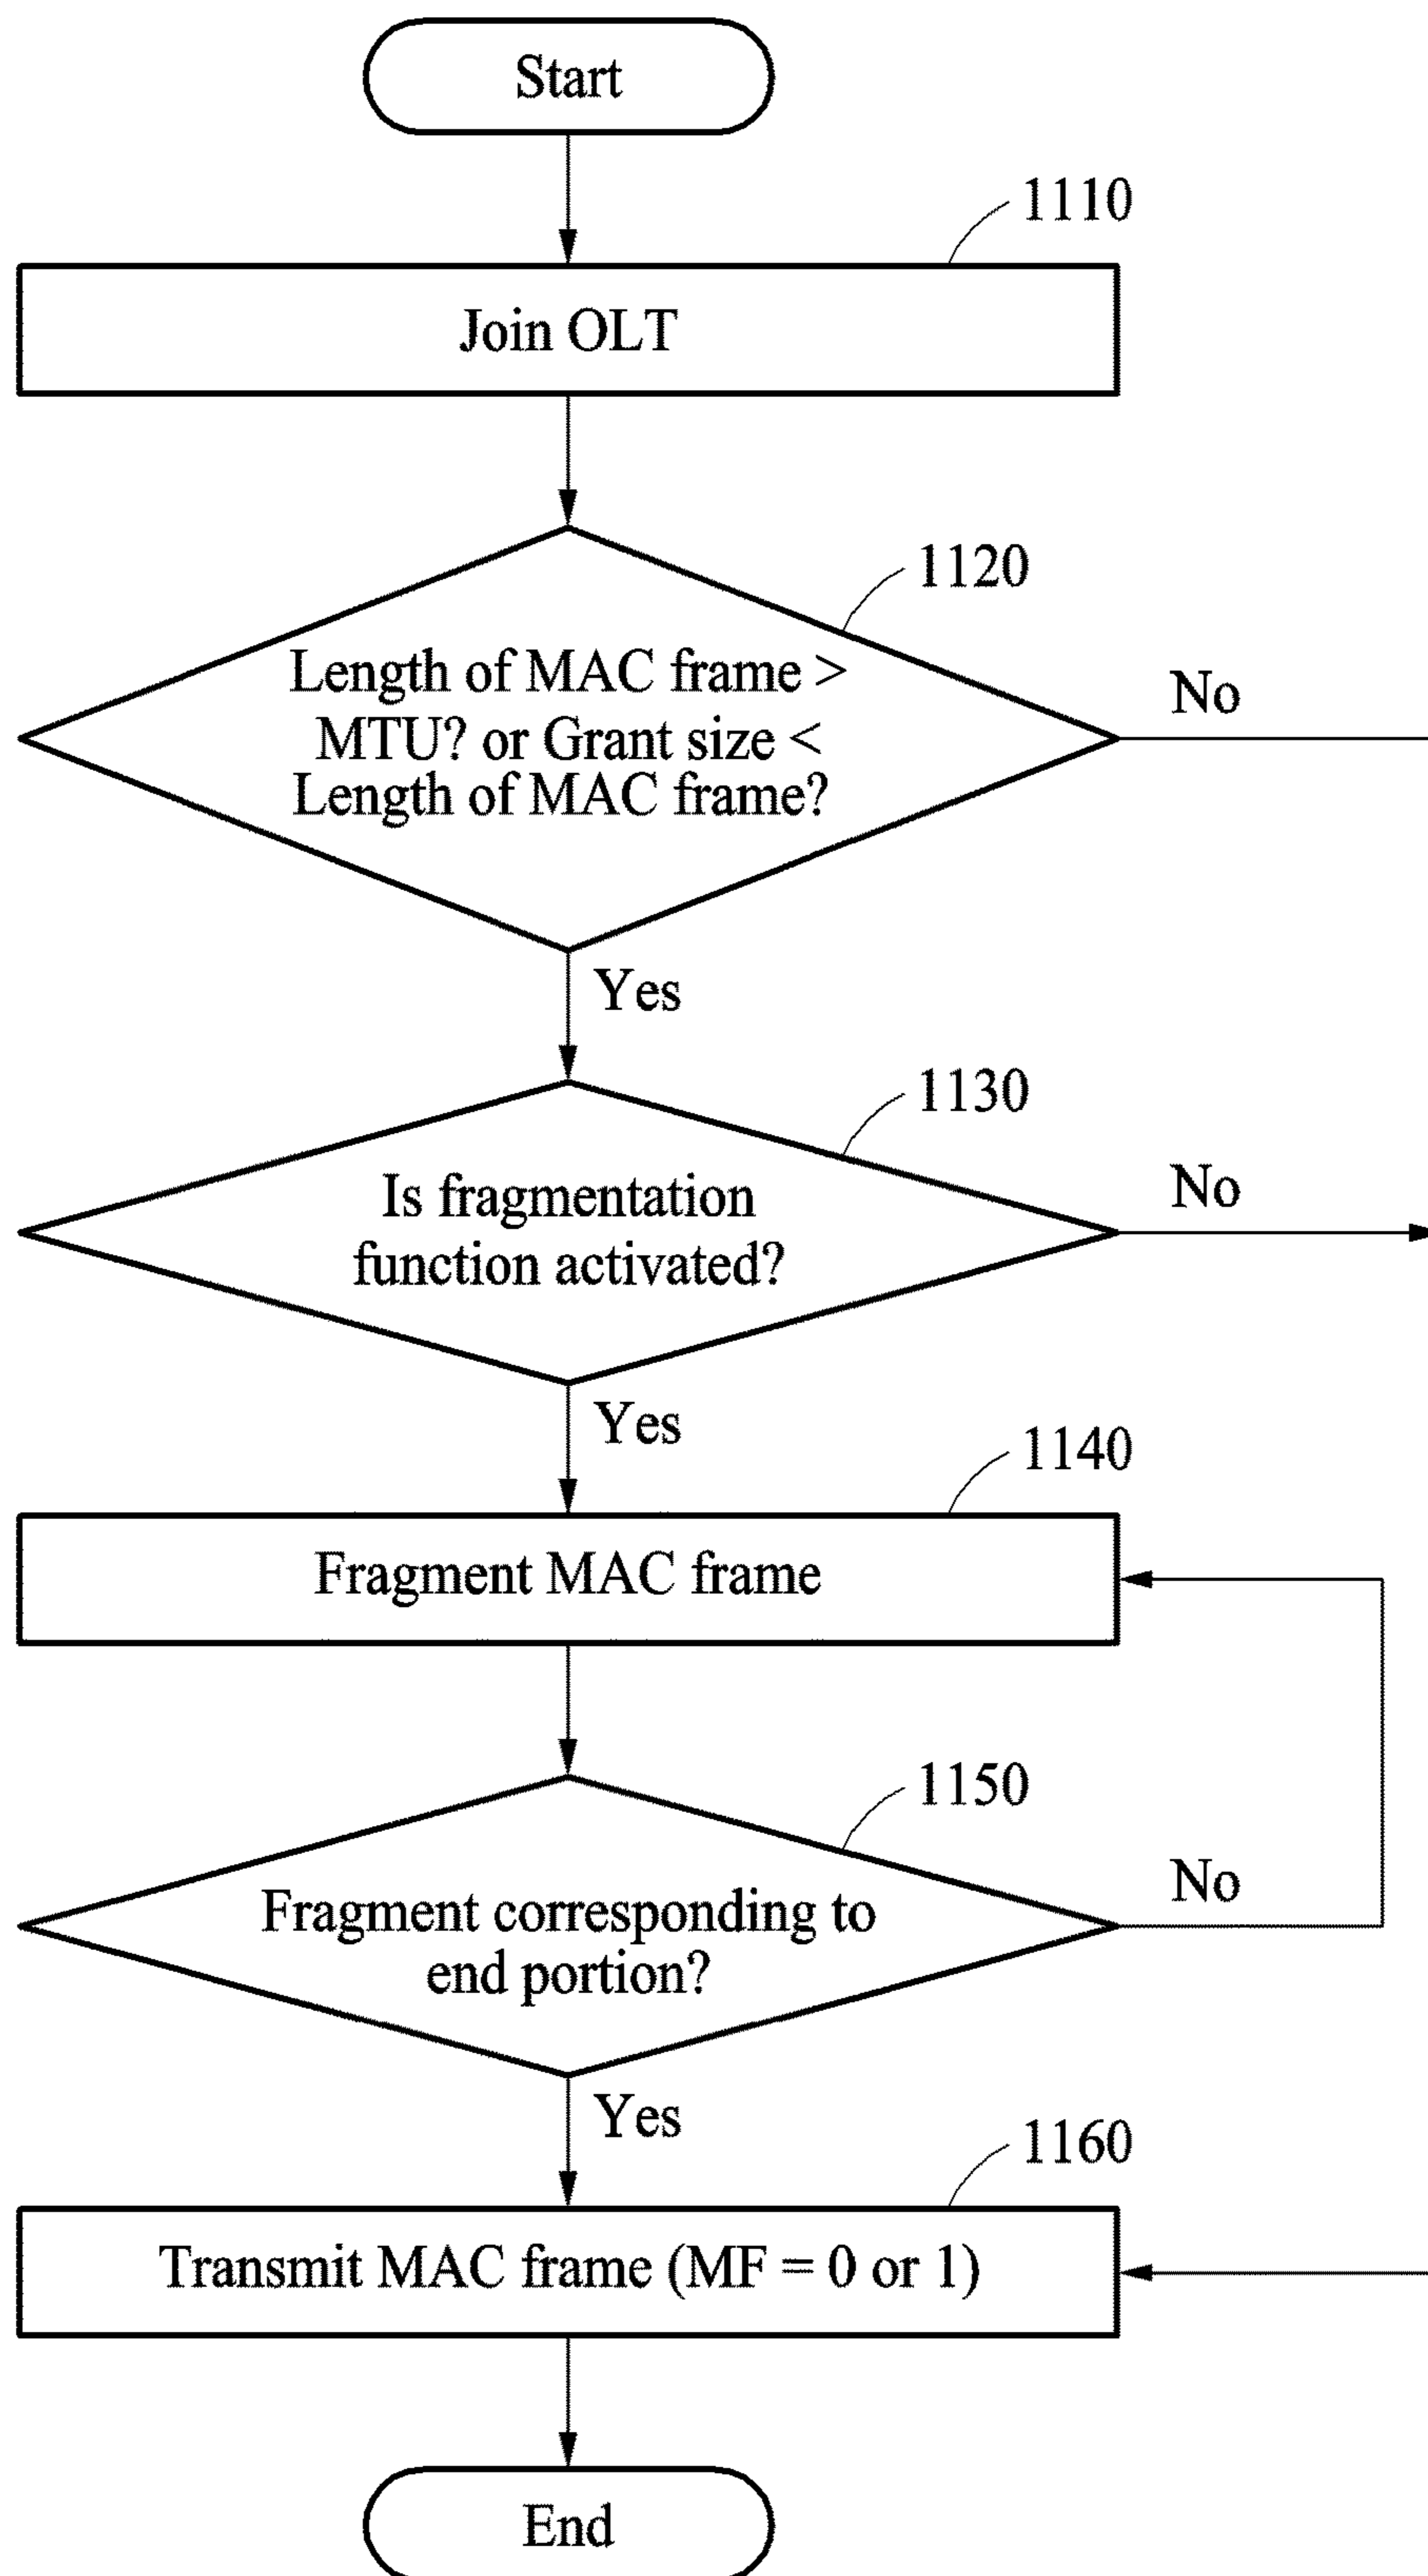 Start
1110
Join OLT
1120
Length of MAC frame >
MTU? or Grant size <
Length of MAC frame?
No
Yes
1130
Is fragmentation
function activated?
No
Yes
1140
Fragment MAC frame
1150
Fragment corresponding to
end portion?
No
Yes
1160
Transmit MAC frame (MF = 0 or 1)
End